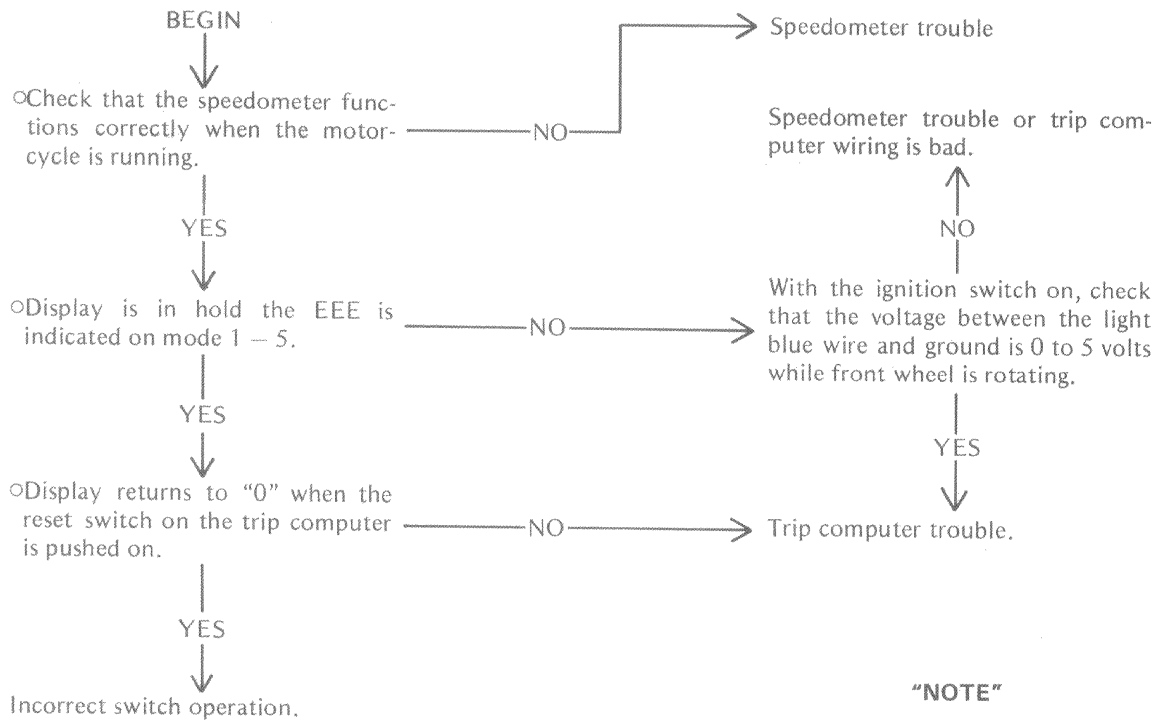 BEGIN
Speedometer trouble
○Check that the speedometer func-
tions correctly when the motor-
cycle is running.
NO
Speedometer trouble or trip com-
puter wiring is bad.
YES
NO
○Display is in hold the EEE is
indicated on mode 1 – 5.
NO
With the ignition switch on, check
that the voltage between the light
blue wire and ground is 0 to 5 volts
while front wheel is rotating.
YES
YES
○Display returns to “0” when the
reset switch on the trip computer
is pushed on.
NO
Trip computer trouble.
YES
Incorrect switch operation.
“NOTE”